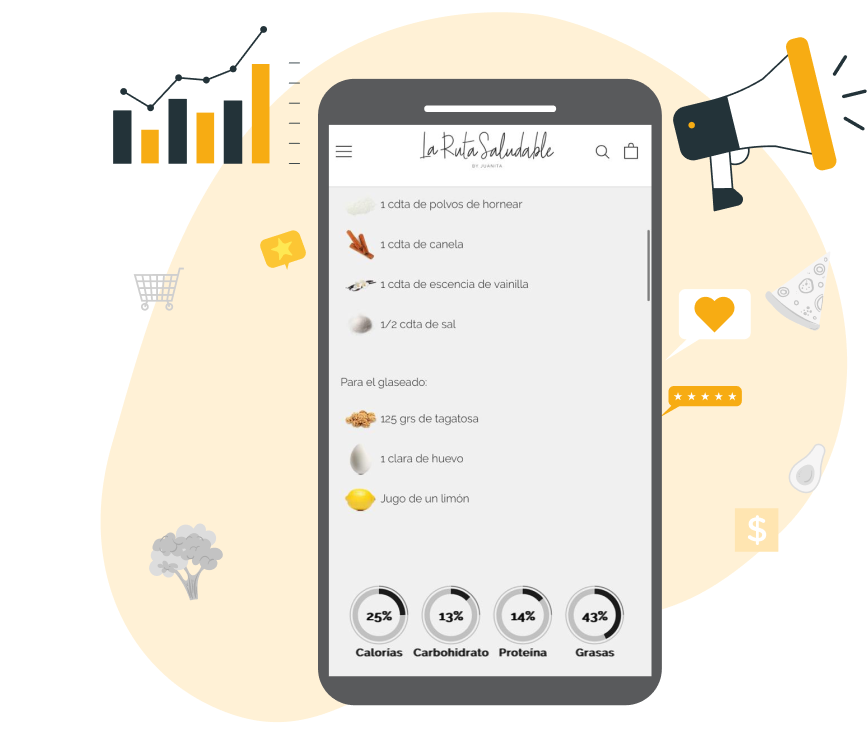 La Ruta Saludable
BY JUANITA
1 cdta de polvos de hornear
1 cdta de canela
1 cdta de escencia de vainilla
1/2 cdta de sal
Para el glaseado:
125 grs de tagatosa
1 clara de huevo
Jugo de un limón
25% 13% 14% 43%
Calorías Carbohidrato Proteína Grasas
$